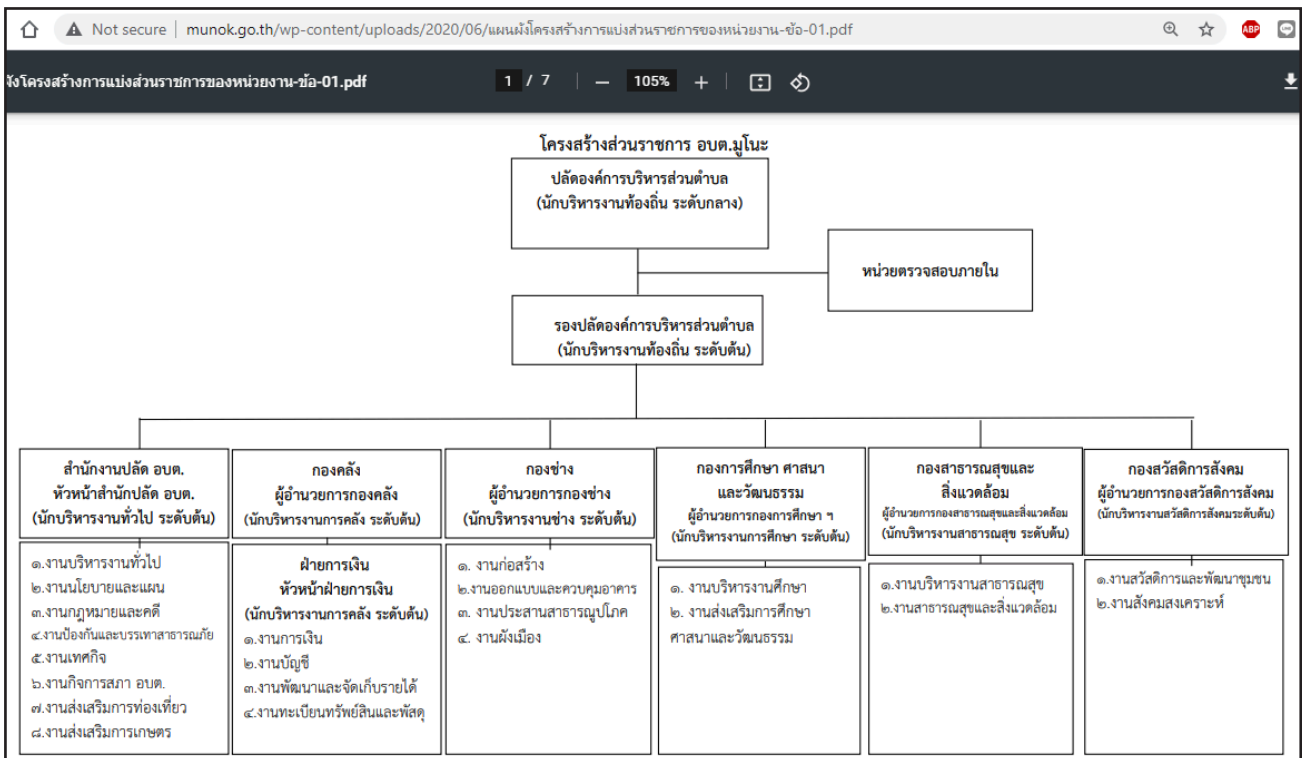 Not secure | munok.go.th/wp-content/uploads/2020/06/แผนผังโครงสร้างการแบ่งส่วนราชการของหน่วยงาน-ข้อ-01.pdf
ABP
ังโครงสร้างการแบ่งส่วนราชการของหน่วยงาน-ข้อ-01.pdf
1 / 7
105%
โครงสร้างส่วนราชการ อบต.มูโนะ
ปลัดองค์การบริหารส่วนตำบล
(นักบริหารงานท้องถิ่น ระดับกลาง)
หน่วยตรวจสอบภายใน
รองปลัดองค์การบริหารส่วนตำบล
(นักบริหารงานท้องถิ่น ระดับต้น)
สำนักงานปลัด อบต.
หัวหน้าสำนักปลัด อบต.
(นักบริหารงานทั่วไป ระดับต้น)
๑.งานบริหารงานทั่วไป
๒.งานนโยบายและแผน
๓.งานกฎหมายและคดี
๔.งานป้องกันและบรรเทาสาธารณภัย
๕.งานเทศกิจ
๖.งานกิจการสภา อบต.
๗.งานส่งเสริมการท่องเที่ยว
๘.งานส่งเสริมการเกษตร
กองคลัง
ผู้อำนวยการกองคลัง
(นักบริหารงานการคลัง ระดับต้น)
ฝ่ายการเงิน
หัวหน้าฝ่ายการเงิน
(นักบริหารงานการคลัง ระดับต้น)
๑.งานการเงิน
๒.งานบัญชี
๓.งานพัฒนาและจัดเก็บรายได้
๔.งานทะเบียนทรัพย์สินและพัสดุ
กองช่าง
ผู้อำนวยการกองช่าง
(นักบริหารงานช่าง ระดับต้น)
๑. งานก่อสร้าง
๒.งานออกแบบและควบคุมอาคาร
๓. งานประสานสาธารณูปโภค
๔. งานผังเมือง
กองการศึกษา ศาสนา
และวัฒนธรรม
ผู้อำนวยการกองการศึกษา ฯ
(นักบริหารงานการศึกษา ระดับต้น)
๑. งานบริหารงานศึกษา
๒. งานส่งเสริมการศึกษา
ศาสนาและวัฒนธรรม
กองสาธารณสุขและ
สิ่งแวดล้อม
ผู้อำนวยการกองสาธารณสุขและสิ่งแวดล้อม
(นักบริหารงานสาธารณสุข ระดับต้น)
๑.งานบริหารงานสาธารณสุข
๒.งานสาธารณสุขและสิ่งแวดล้อม
กองสวัสดิการสังคม
ผู้อำนวยการกองสวัสดิการสังคม
(นักบริหารงานสวัสดิการสังคมระดับต้น)
๑.งานสวัสดิการและพัฒนาชุมชน
๒.งานสังคมสงเคราะห์